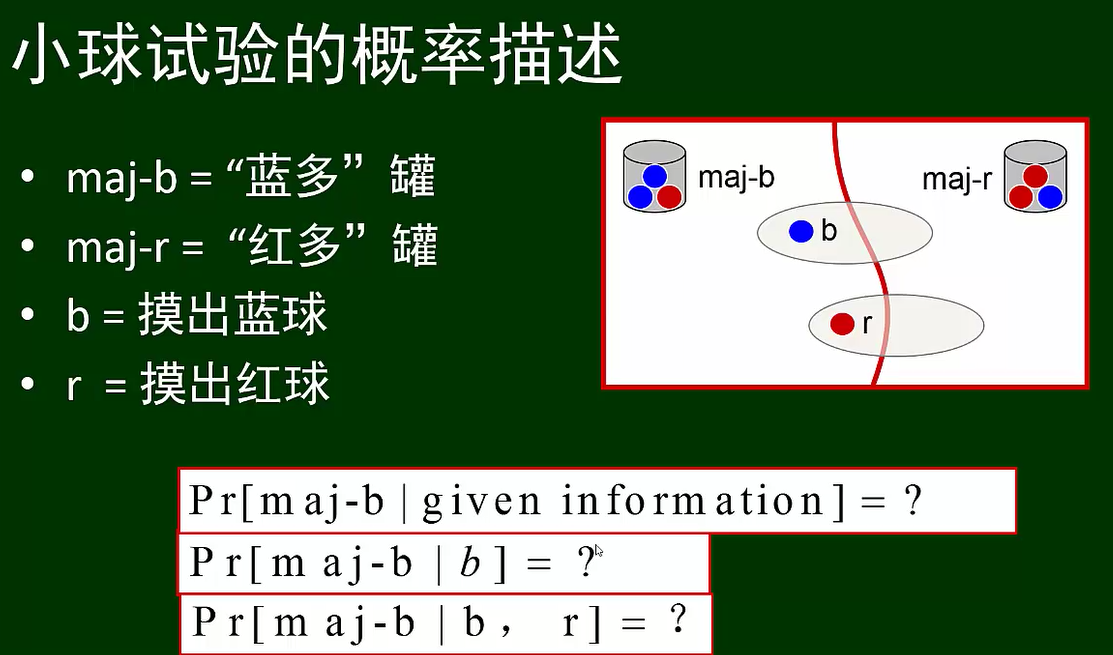 小球试验的概率描述
• maj-b = “蓝多” 罐
• maj-r = “红多” 罐
• b = 摸出蓝球
• r = 摸出红球
maj-b
maj-r
b
r
Pr[maj-b | given information] = ?
Pr[maj-b | b] = ?
Pr[maj-b | b， r] = ?